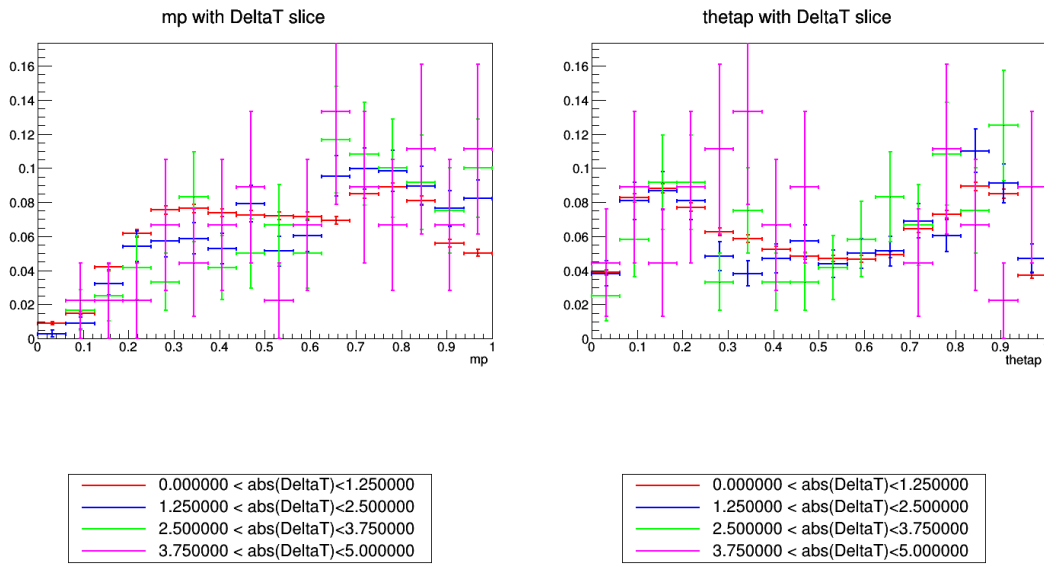 mp with DeltaT slice
0.16
0.14
0.12
0.1
0.08
0.06
0.04
0.02
0
0 0.1 0.2 0.3 0.4 0.5 0.6 0.7 0.8 0.9 1
mp
0.000000 < abs(DeltaT)<1.250000
1.250000 < abs(DeltaT)<2.500000
2.500000 < abs(DeltaT)<3.750000
3.750000 < abs(DeltaT)<5.000000
thetap with DeltaT slice
0.16
0.14
0.12
0.1
0.08
0.06
0.04
0.02
0
0 0.1 0.2 0.3 0.4 0.5 0.6 0.7 0.8 0.9
thetap
0.000000 < abs(DeltaT)<1.250000
1.250000 < abs(DeltaT)<2.500000
2.500000 < abs(DeltaT)<3.750000
3.750000 < abs(DeltaT)<5.000000